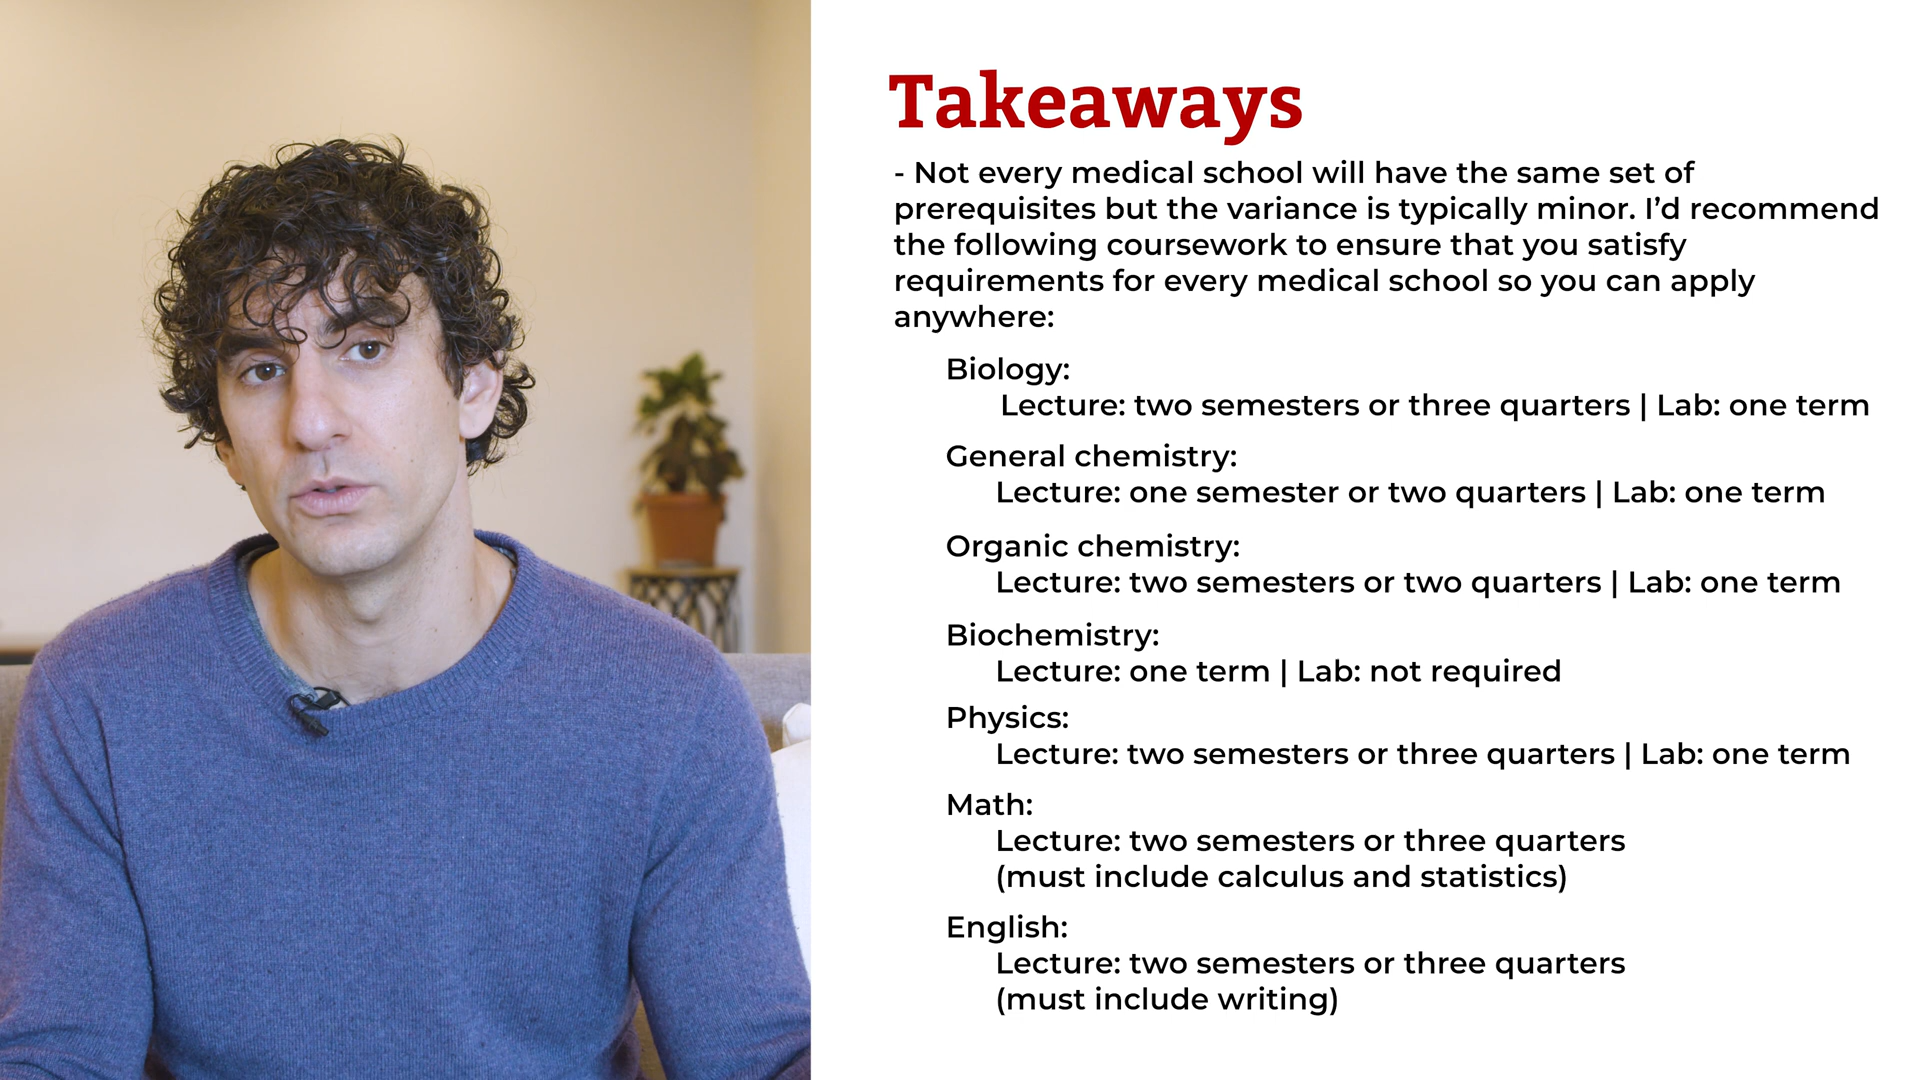 Takeaways
- Not every medical school will have the same set of
prerequisites but the variance is typically minor. I’d recommend
the following coursework to ensure that you satisfy
requirements for every medical school so you can apply
anywhere:
Biology:
Lecture: two semesters or three quarters | Lab: one term
General chemistry:
Lecture: one semester or two quarters | Lab: one term
Organic chemistry:
Lecture: two semesters or two quarters | Lab: one term
Biochemistry:
Lecture: one term | Lab: not required
Physics:
Lecture: two semesters or three quarters | Lab: one term
Math:
Lecture: two semesters or three quarters
(must include calculus and statistics)
English:
Lecture: two semesters or three quarters
(must include writing)